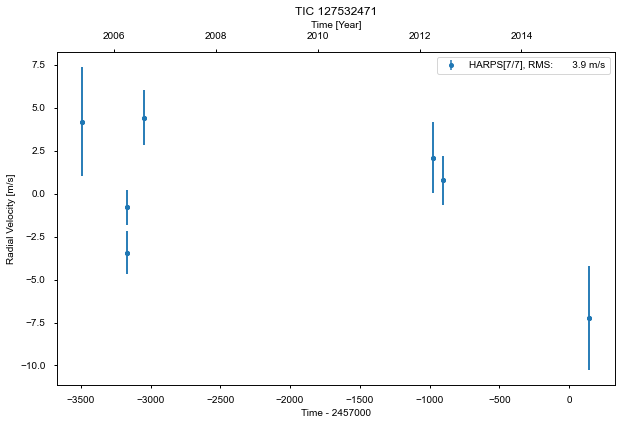 TIC 127532471
Time [Year]
2006 2008 2010 2012 2014
HARPS[7/7], RMS: 3.9 m/s
7.5
5.0
2.5
0.0
−2.5
−5.0
−7.5
−10.0
Radial Velocity [m/s]
−3500 −3000 −2500 −2000 −1500 −1000 −500 0
Time - 2457000